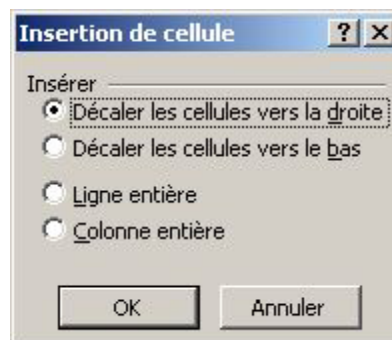 Insertion de cellule
Insérer
Décaler les cellules vers la droite
Décaler les cellules vers le bas
Ligne entière
Colonne entière
OK Annuler